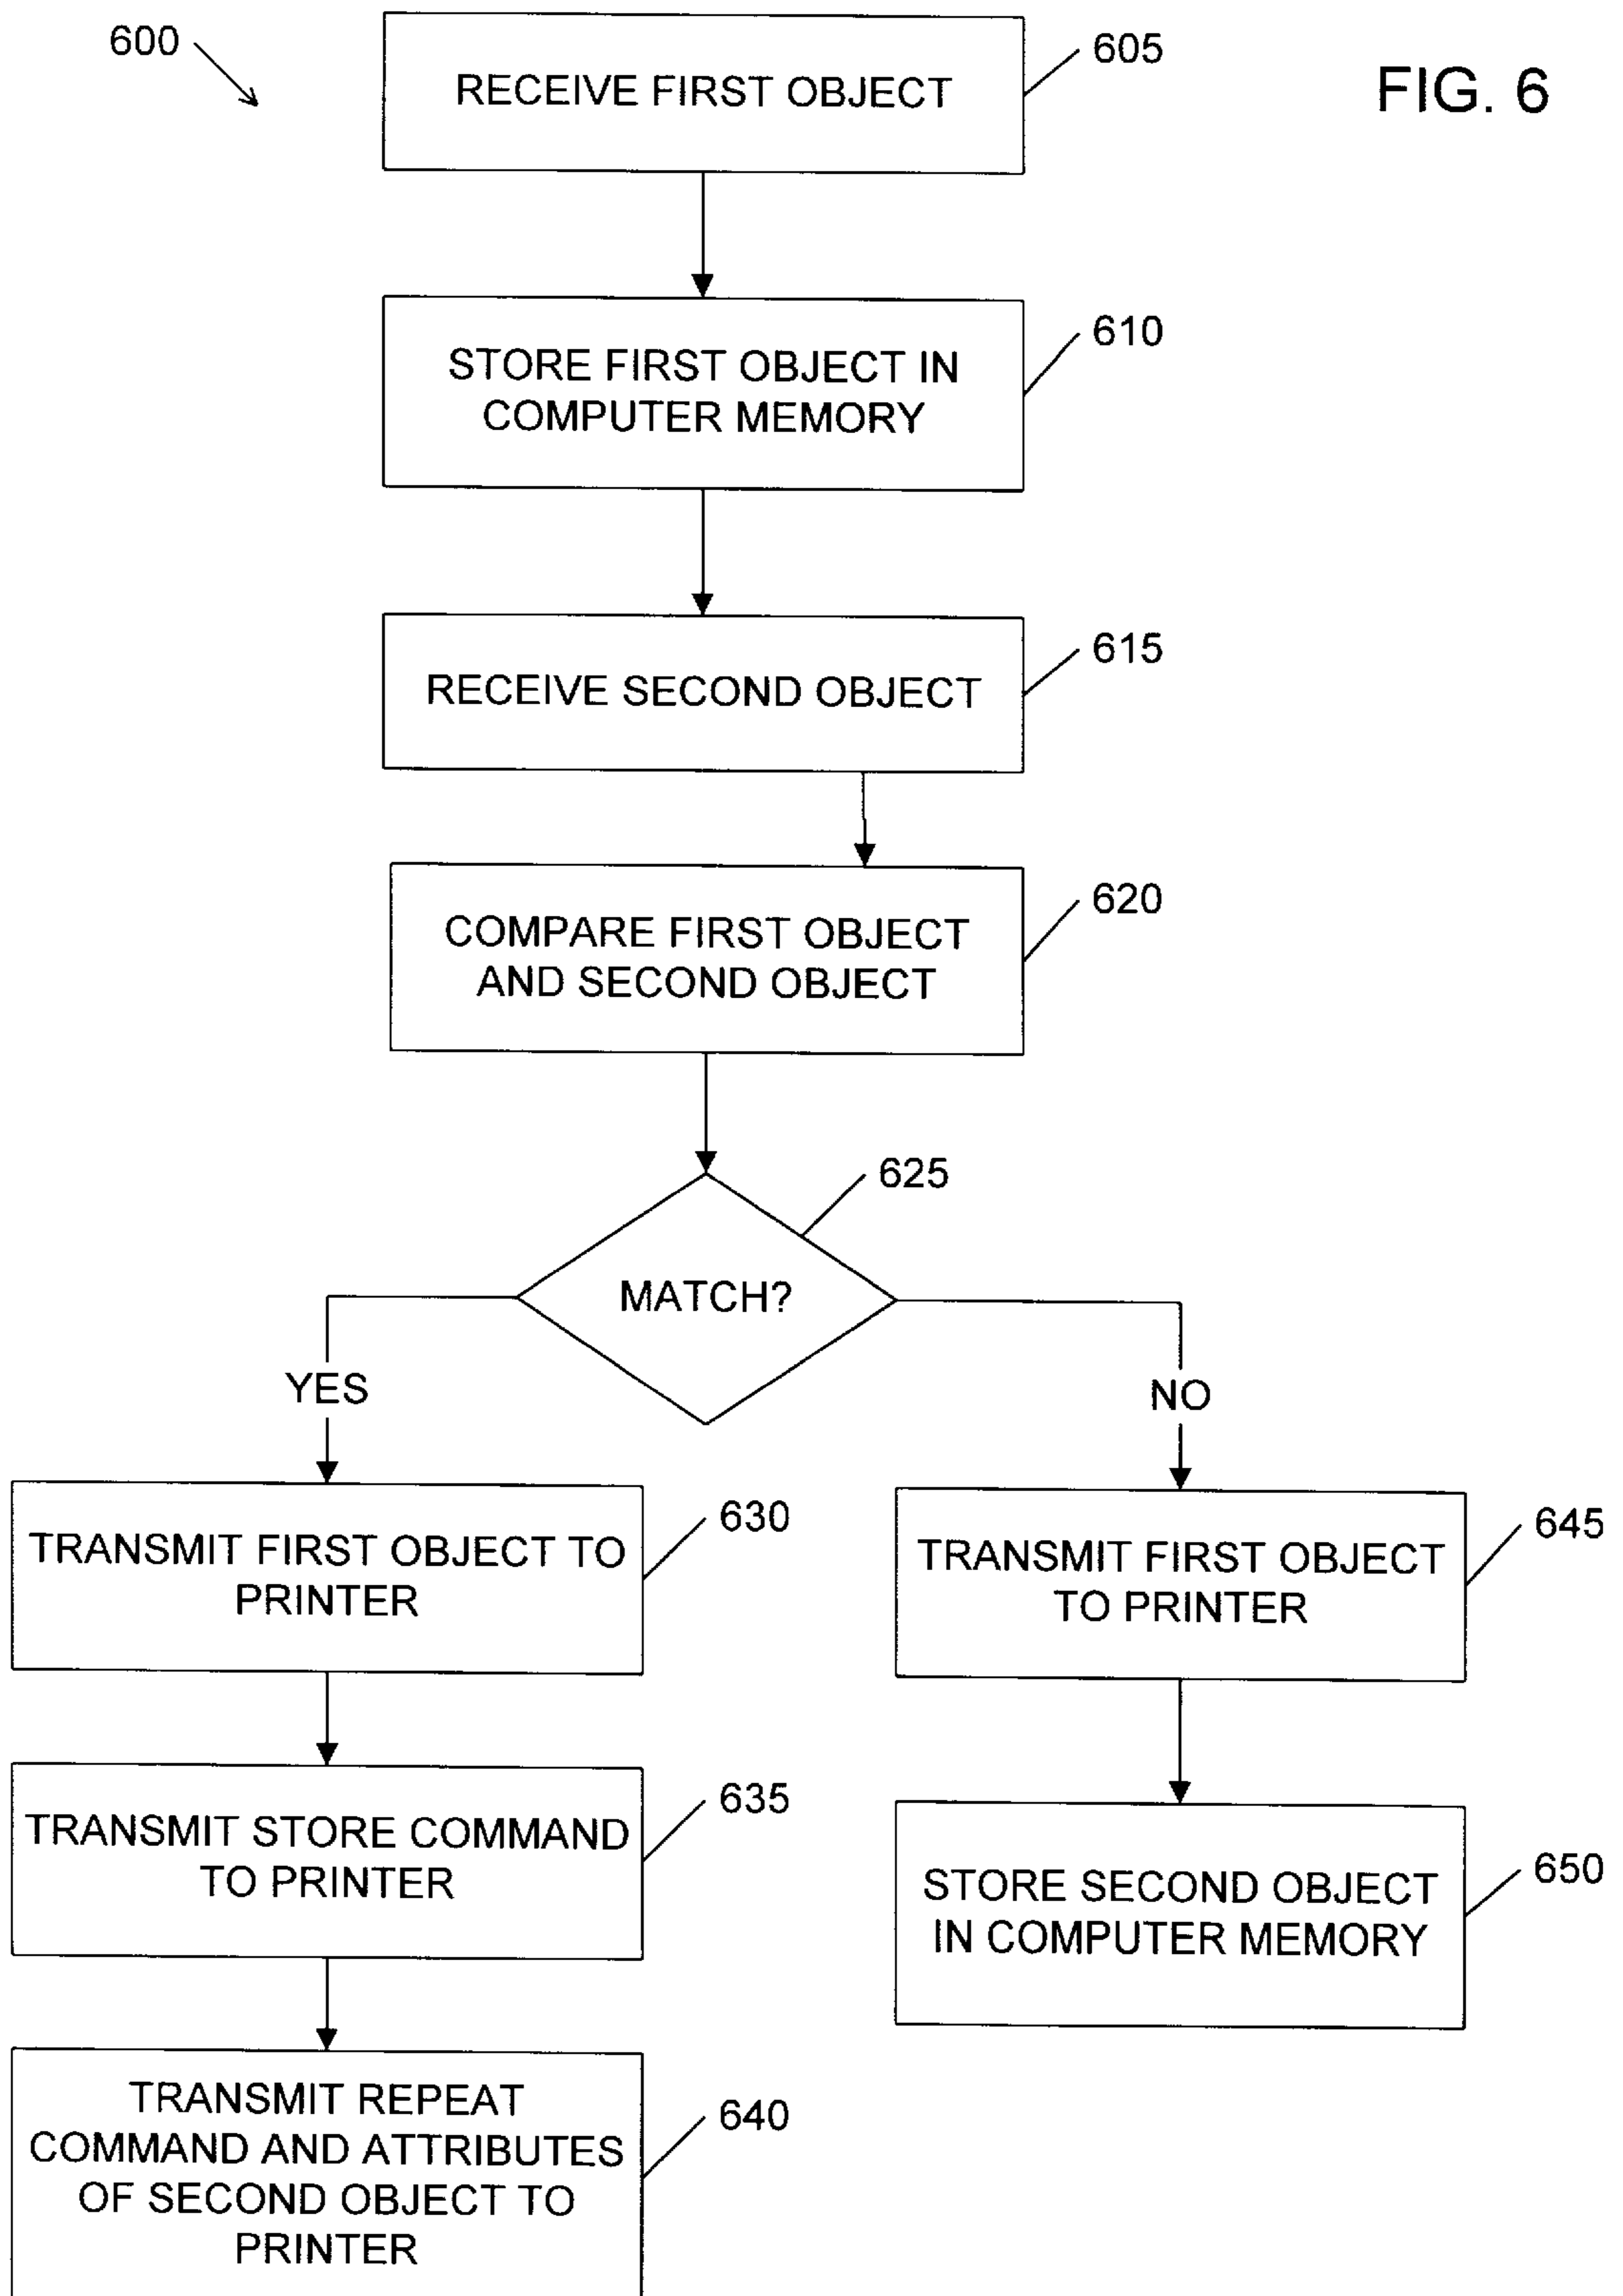 600
RECEIVE FIRST OBJECT
605
FIG. 6
STORE FIRST OBJECT IN
COMPUTER MEMORY
610
RECEIVE SECOND OBJECT
615
COMPARE FIRST OBJECT
AND SECOND OBJECT
620
MATCH?
625
YES
NO
TRANSMIT FIRST OBJECT TO
PRINTER
630
TRANSMIT FIRST OBJECT
TO PRINTER
645
TRANSMIT STORE COMMAND
TO PRINTER
635
STORE SECOND OBJECT
IN COMPUTER MEMORY
650
TRANSMIT REPEAT
COMMAND AND ATTRIBUTES
OF SECOND OBJECT TO
PRINTER
640